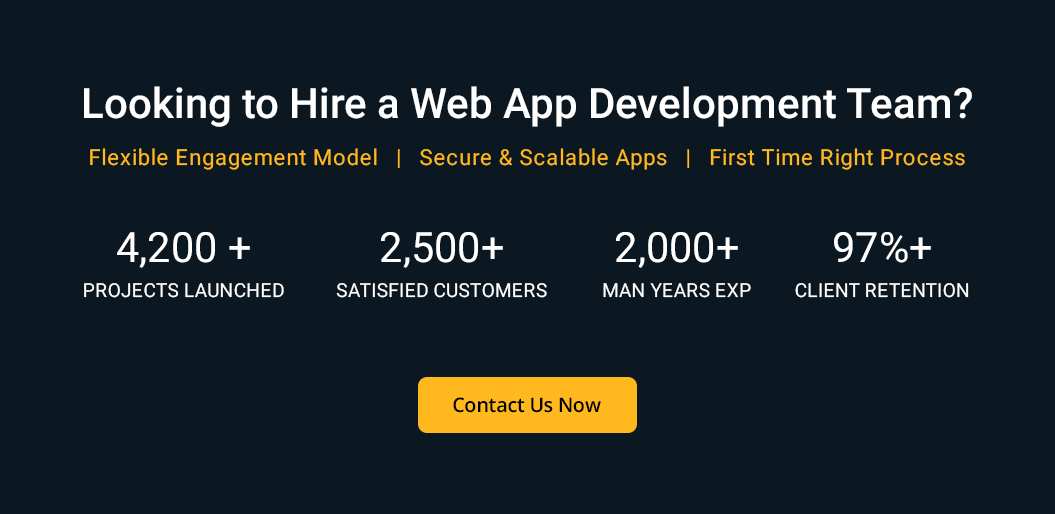 Looking to Hire a Web App Development Team?
Flexible Engagement Model | Secure & Scalable Apps | First Time Right Process
4,200 + 2,500+ 2,000+ 97%+
PROJECTS LAUNCHED SATISFIED CUSTOMERS MAN YEARS EXP CLIENT RETENTION
Contact Us Now